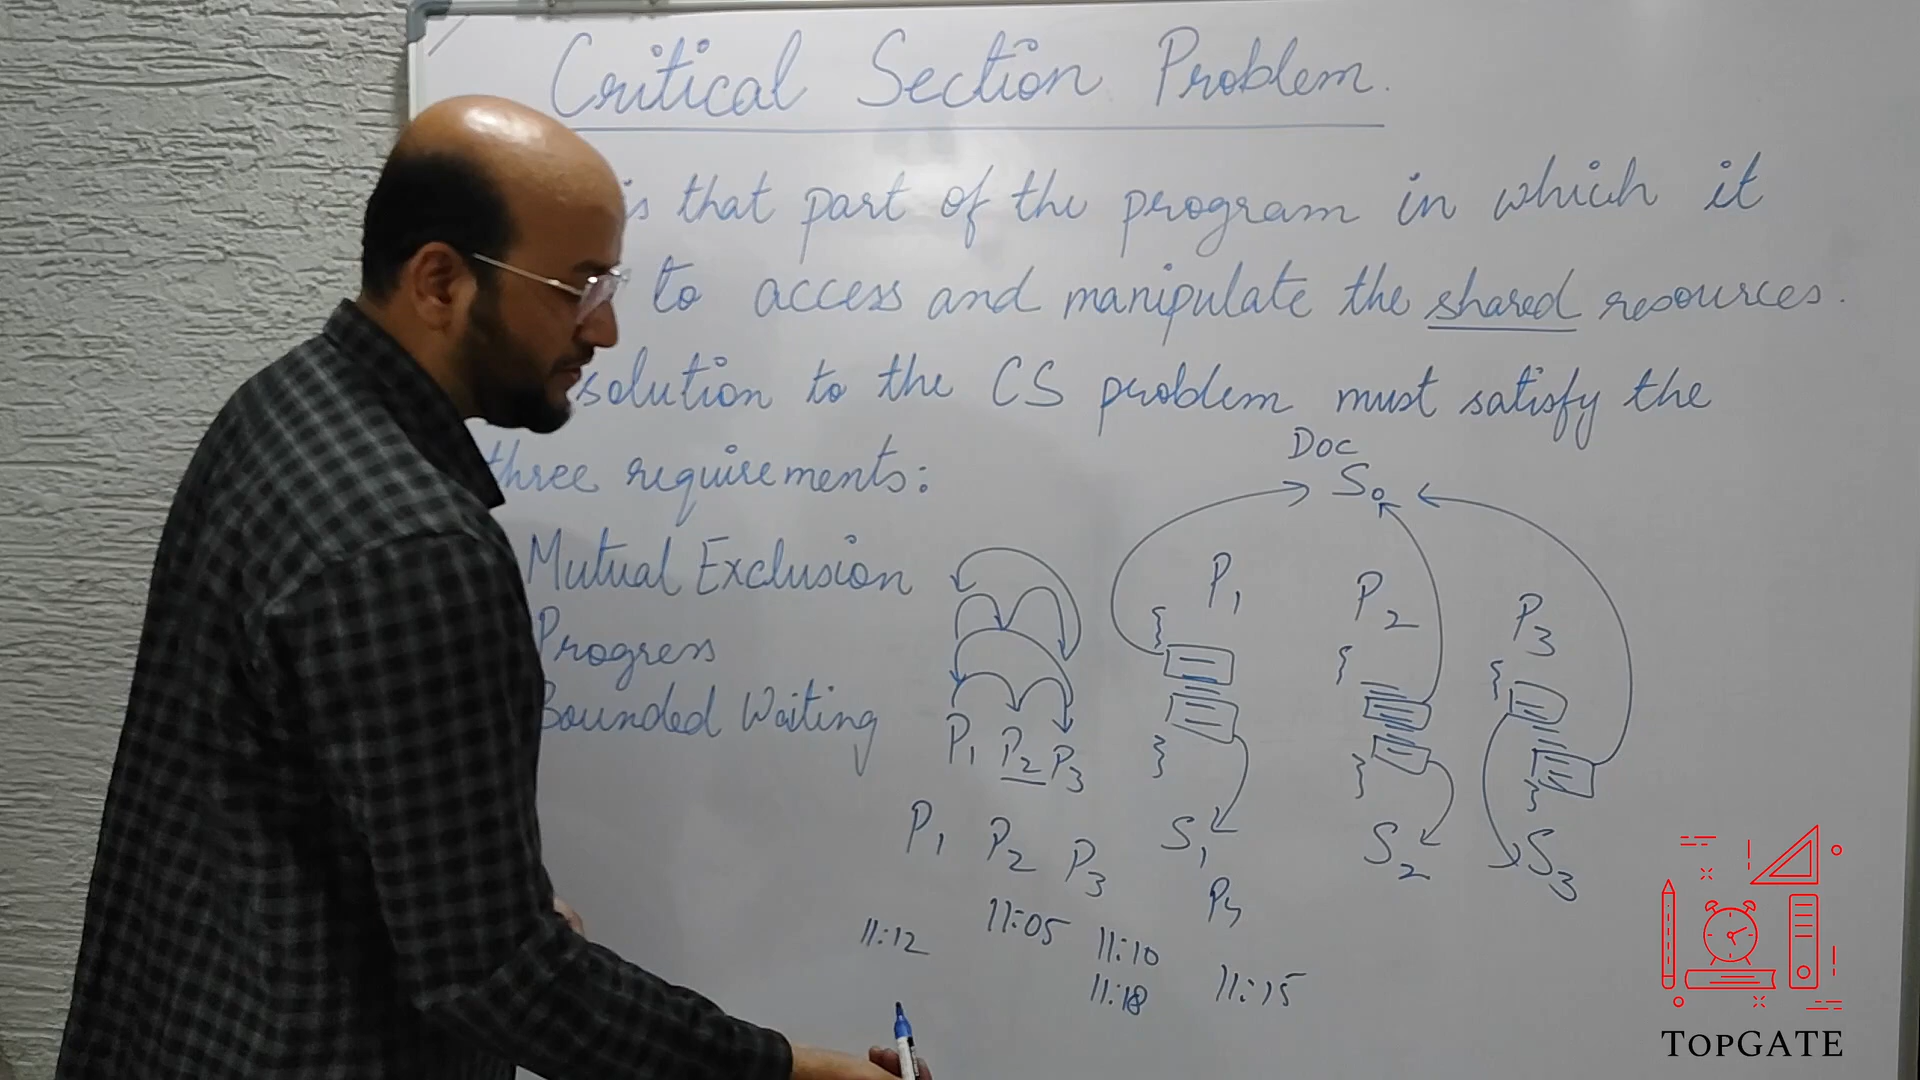 Critical Section Problem.
is that part of the program in which it
to access and manipulate the shared resources.
solution to the CS problem must satisfy the
three requirements:
Doc
S0
Mutual Exclusion
Progress
Bounded Waiting
P1 P2 P3
P1 P2 P3
S1 S2 S3
P1 P2 P3
11:12 11:05 11:10 11:15
11:18
TOPGATE